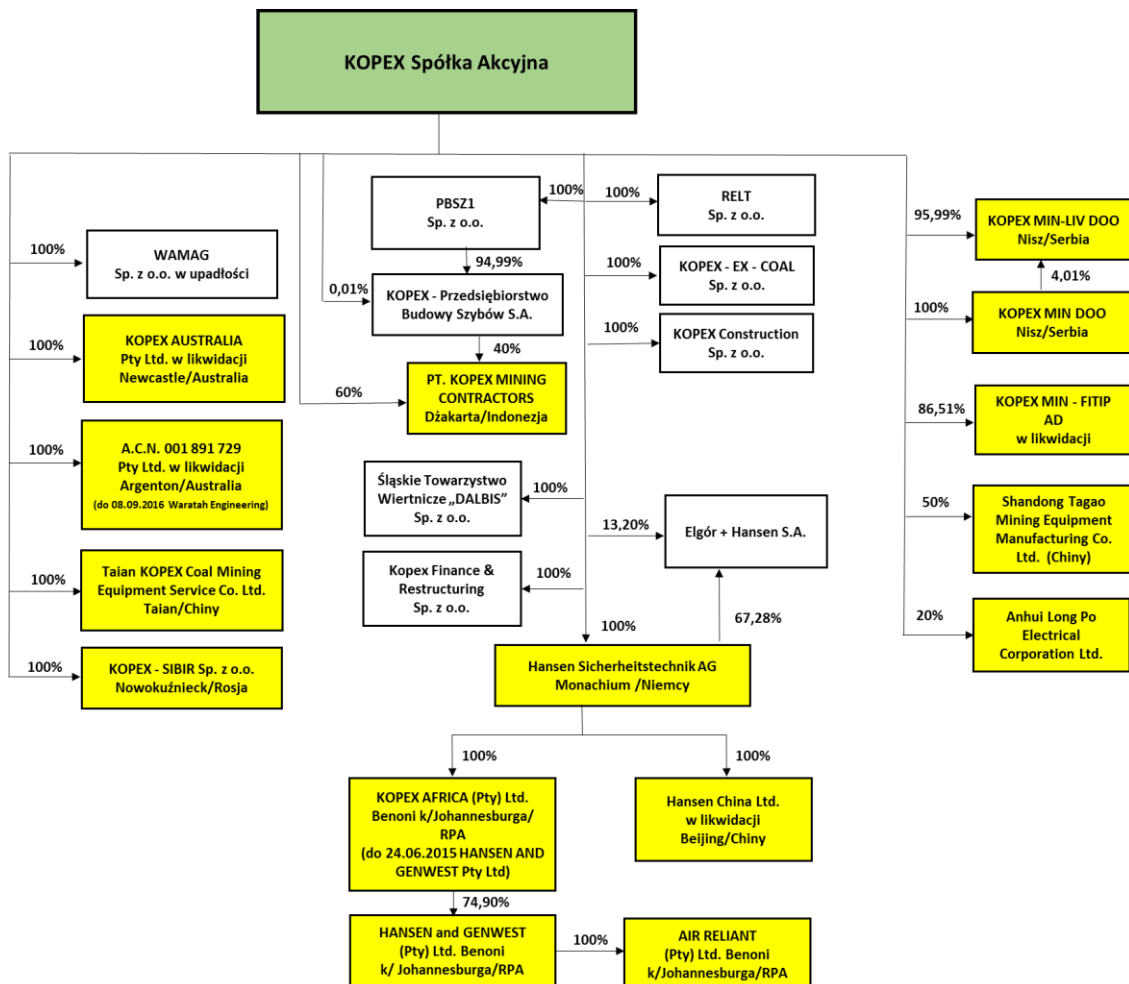 KOPEX Spółka Akcyjna
100%
WAMAG
Sp. z o.o. w upadłości
100%
KOPEX AUSTRALIA
Pty Ltd. w likwidacji
Newcastle/Australia
100%
A.C.N. 001 891 729
Pty Ltd. w likwidacji
Argenton/Australia
(do 08.09.2016 Waratah Engineering)
100%
Taian KOPEX Coal Mining
Equipment Service Co. Ltd.
Taian/Chiny
100%
KOPEX - SIBIR Sp. z o.o.
Nowokuźnieck/Rosja
PBSZ1
Sp. z o.o.
100%
94,99%
0,01%
KOPEX - Przedsiębiorstwo
Budowy Szybów S.A.
40%
60%
PT. KOPEX MINING
CONTRACTORS
Dżakarta/Indonezja
Śląskie Towarzystwo
Wiertnicze „DALBIS”
Sp. z o.o.
100%
Kopex Finance &
Restructuring
Sp. z o.o.
100%
100%
RELT
Sp. z o.o.
100%
KOPEX - EX - COAL
Sp. z o.o.
100%
KOPEX Construction
Sp. z o.o.
13,20%
Elgór + Hansen S.A.
67,28%
100%
Hansen Sicherheitstechnik AG
Monachium /Niemcy
100%
KOPEX AFRICA (Pty) Ltd.
Benoni k/Johannesburga/
RPA
(do 24.06.2015 HANSEN AND
GENWEST Pty Ltd)
100%
Hansen China Ltd.
w likwidacji
Beijing/Chiny
74,90%
HANSEN and GENWEST
(Pty) Ltd. Benoni
k/ Johannesburga/RPA
100%
AIR RELIANT
(Pty) Ltd. Benoni
k/Johannesburga/RPA
95,99%
KOPEX MIN-LIV DOO
Nisz/Serbia
4,01%
100%
KOPEX MIN DOO
Nisz/Serbia
86,51%
KOPEX MIN - FITIP
AD
w likwidacji
50%
Shandong Tagao
Mining Equipment
Manufacturing Co.
Ltd. (Chiny)
20%
Anhui Long Po
Electrical
Corporation Ltd.